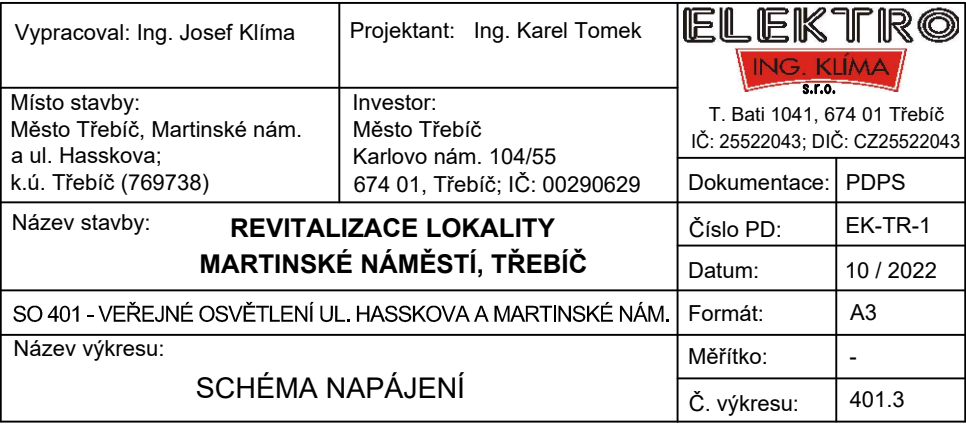 Vypracoval: Ing. Josef Klíma
Projektant: Ing. Karel Tomek
ELEKTRO
ING. KLÍMA
s.r.o.
T. Bati 1041, 674 01 Třebíč
IČ: 25522043; DIČ: CZ25522043
Místo stavby:
Město Třebíč, Martinské nám.
a ul. Hasskova;
k.ú. Třebíč (769738)
Investor:
Město Třebíč
Karlovo nám. 104/55
674 01, Třebíč; IČ: 00290629
Dokumentace: PDPS
Název stavby: REVITALIZACE LOKALITY
MARTINSKÉ NÁMĚSTÍ, TŘEBÍČ
Číslo PD: EK-TR-1
Datum: 10 / 2022
SO 401 - VEŘEJNÉ OSVĚTLENÍ UL. HASSKOVA A MARTINSKÉ NÁM.
Formát: A3
Název výkresu:
SCHÉMA NAPÁJENÍ
Měřítko: -
Č. výkresu: 401.3